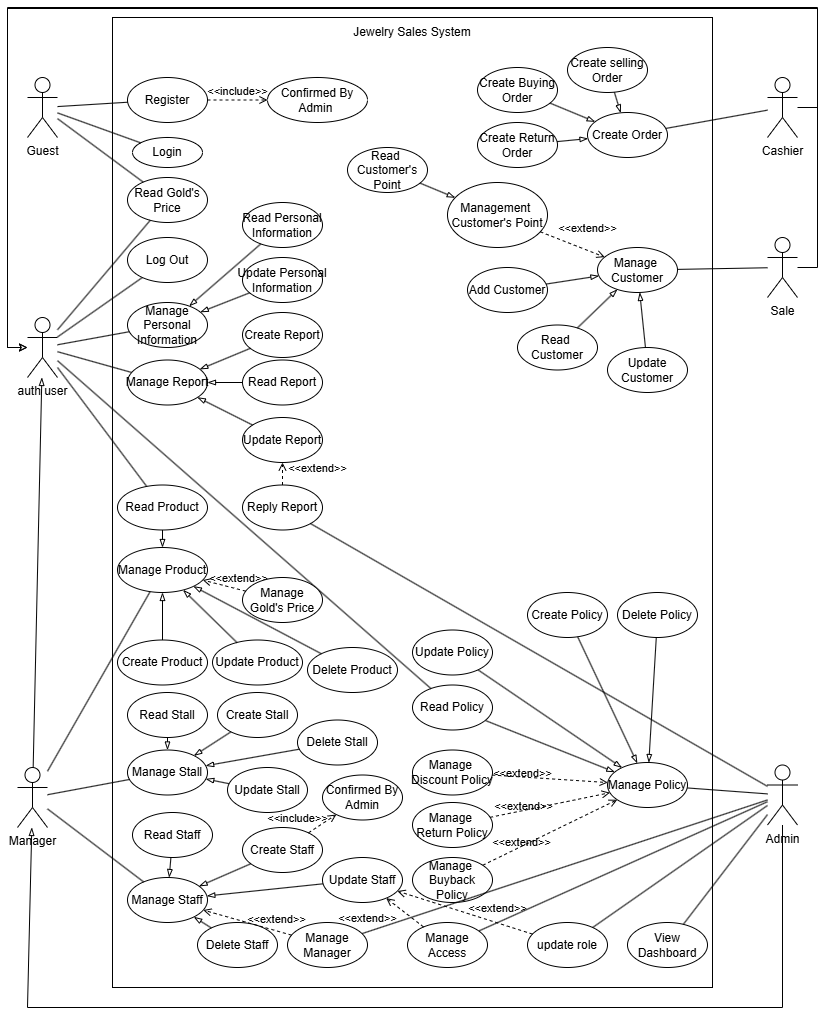 Jewelry Sales System
Guest
Register
<<include>>
Confirmed By
Admin
Login
Read Gold's
Price
Log Out
Manage
Personal
Information
Read Personal
Information
Update Personal
Information
Manage Report
Create Report
Read Report
Update Report
<<extend>>
Reply Report
auth user
Create selling
Order
Create Buying
Order
Create Return
Order
Create Order
Cashier
Read
Customer's
Point
Management
Customer's Point
<<extend>>
Manage
Customer
Add Customer
Read
Customer
Update
Customer
Sale
Read Product
Manage Product
<<extend>>
Manage
Gold's Price
Create Product
Update Product
Delete Product
Create Policy
Delete Policy
Update Policy
Read Policy
Manage
Discount Policy
<<extend>>
Manage Policy
Manage
Return Policy
<<extend>>
Manage
Buyback
Policy
<<extend>>
Read Stall
Create Stall
Delete Stall
Manage Stall
Update Stall
Confirmed By
Admin
Manager
Read Staff
<<include>>
Create Staff
Update Staff
Manage Staff
<<extend>>
<<extend>>
<<extend>>
Delete Staff
Manage
Manager
Manage
Access
update role
View
Dashboard
Admin